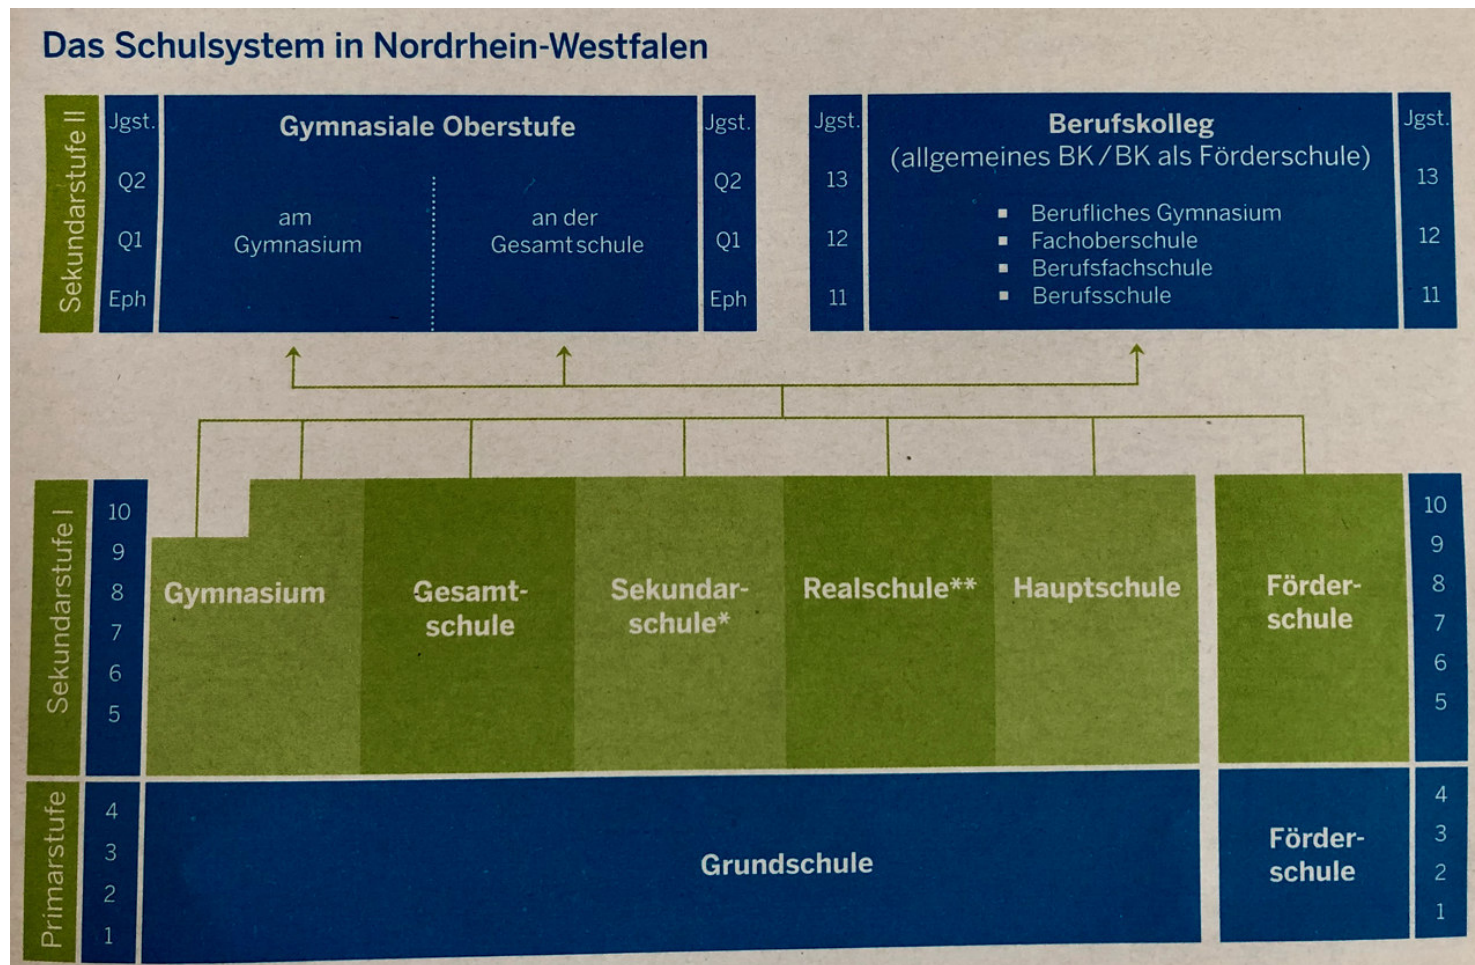 Das Schulsystem in Nordrhein-Westfalen
Sekundarstufe II
Jgst.
Q2
Q1
Eph
Gymnasiale Oberstufe
am
Gymnasium
an der
Gesamtschule
Jgst.
Q2
Q1
Eph
Jgst.
13
12
11
Berufskolleg
(allgemeines BK/BK als Förderschule)
▪ Berufliches Gymnasium
▪ Fachoberschule
▪ Berufsfachschule
▪ Berufsschule
Jgst.
13
12
11
Sekundarstufe I
10
9
8
7
6
5
Gymnasium
Gesamt-
schule
Sekundar-
schule*
Realschule**
Hauptschule
Förder-
schule
10
9
8
7
6
5
Primarstufe
4
3
2
1
Grundschule
Förder-
schule
4
3
2
1